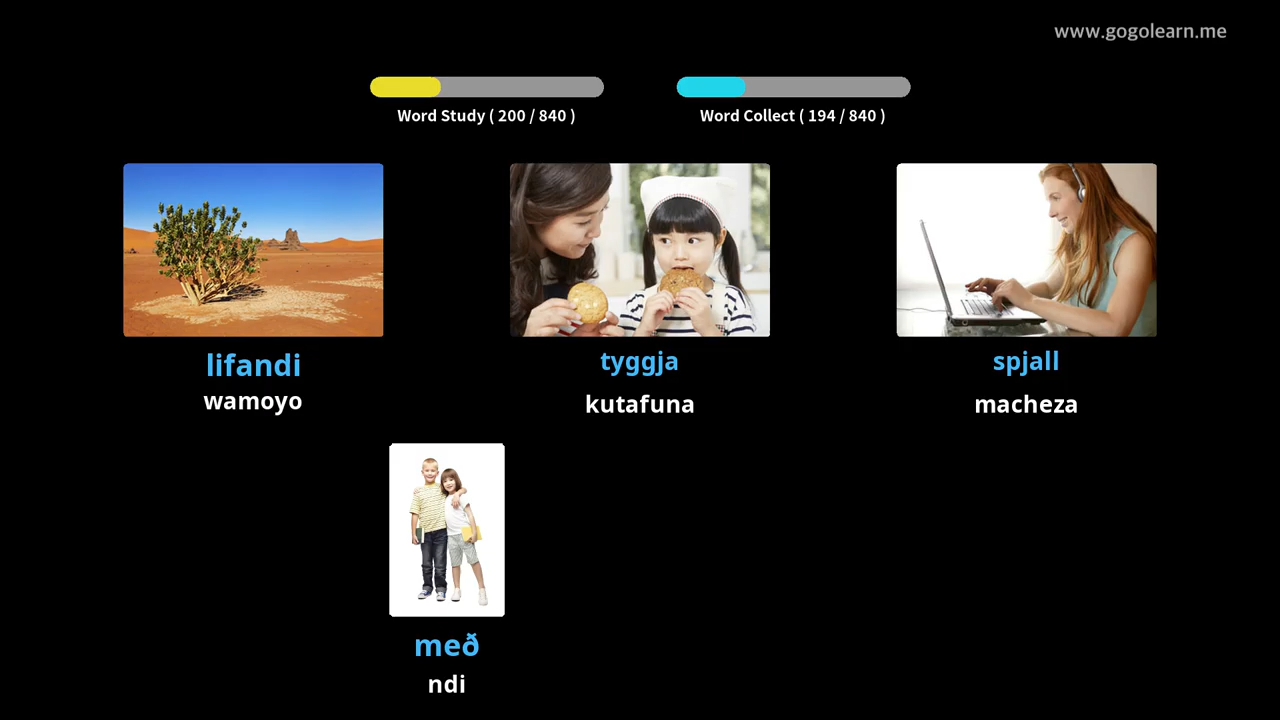 www.gogolearn.me
Word Study ( 200 / 840 )
Word Collect ( 194 / 840 )
lifandi
wamoyo
tyggja
kutafuna
spjall
macheza
með
ndi